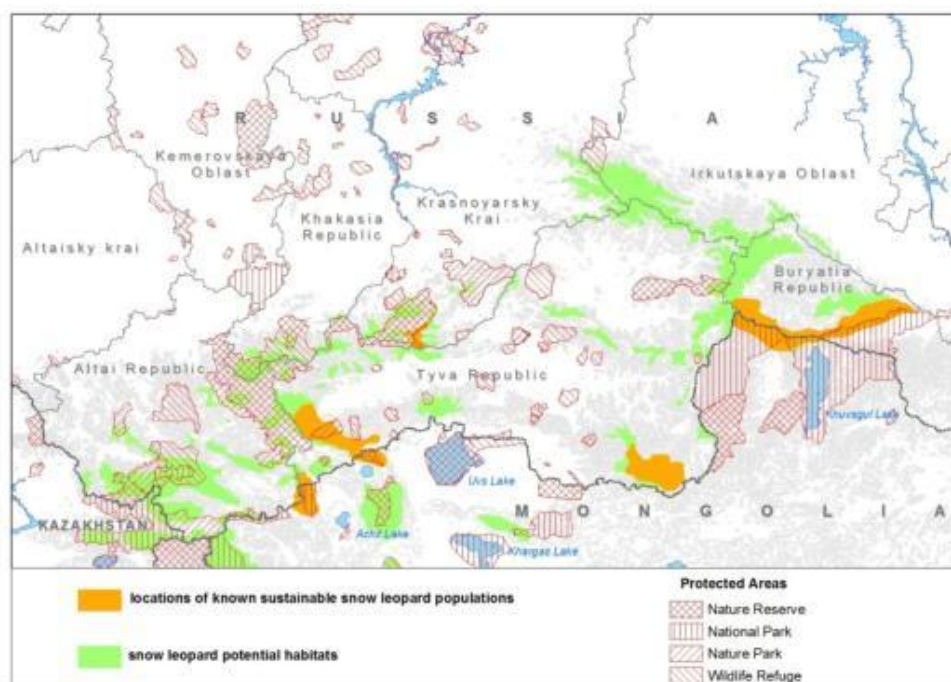 R U S S I A
Kemerovskaya
Oblast
Irkutskaya Oblast
Krasnoyarsky
Krai
Khakasia
Republic
Altaisky krai
Buryatia
Republic
Altai Republic
Tyva Republic
Khuvsgul Lake
Uvs Lake
M O N G O L I A
KAZAKHSTAN
Achit Lake
Khargas Lake
locations of known sustainable snow leopard populations
snow leopard potential habitats
Protected Areas
Nature Reserve
National Park
Nature Park
Wildlife Refuge